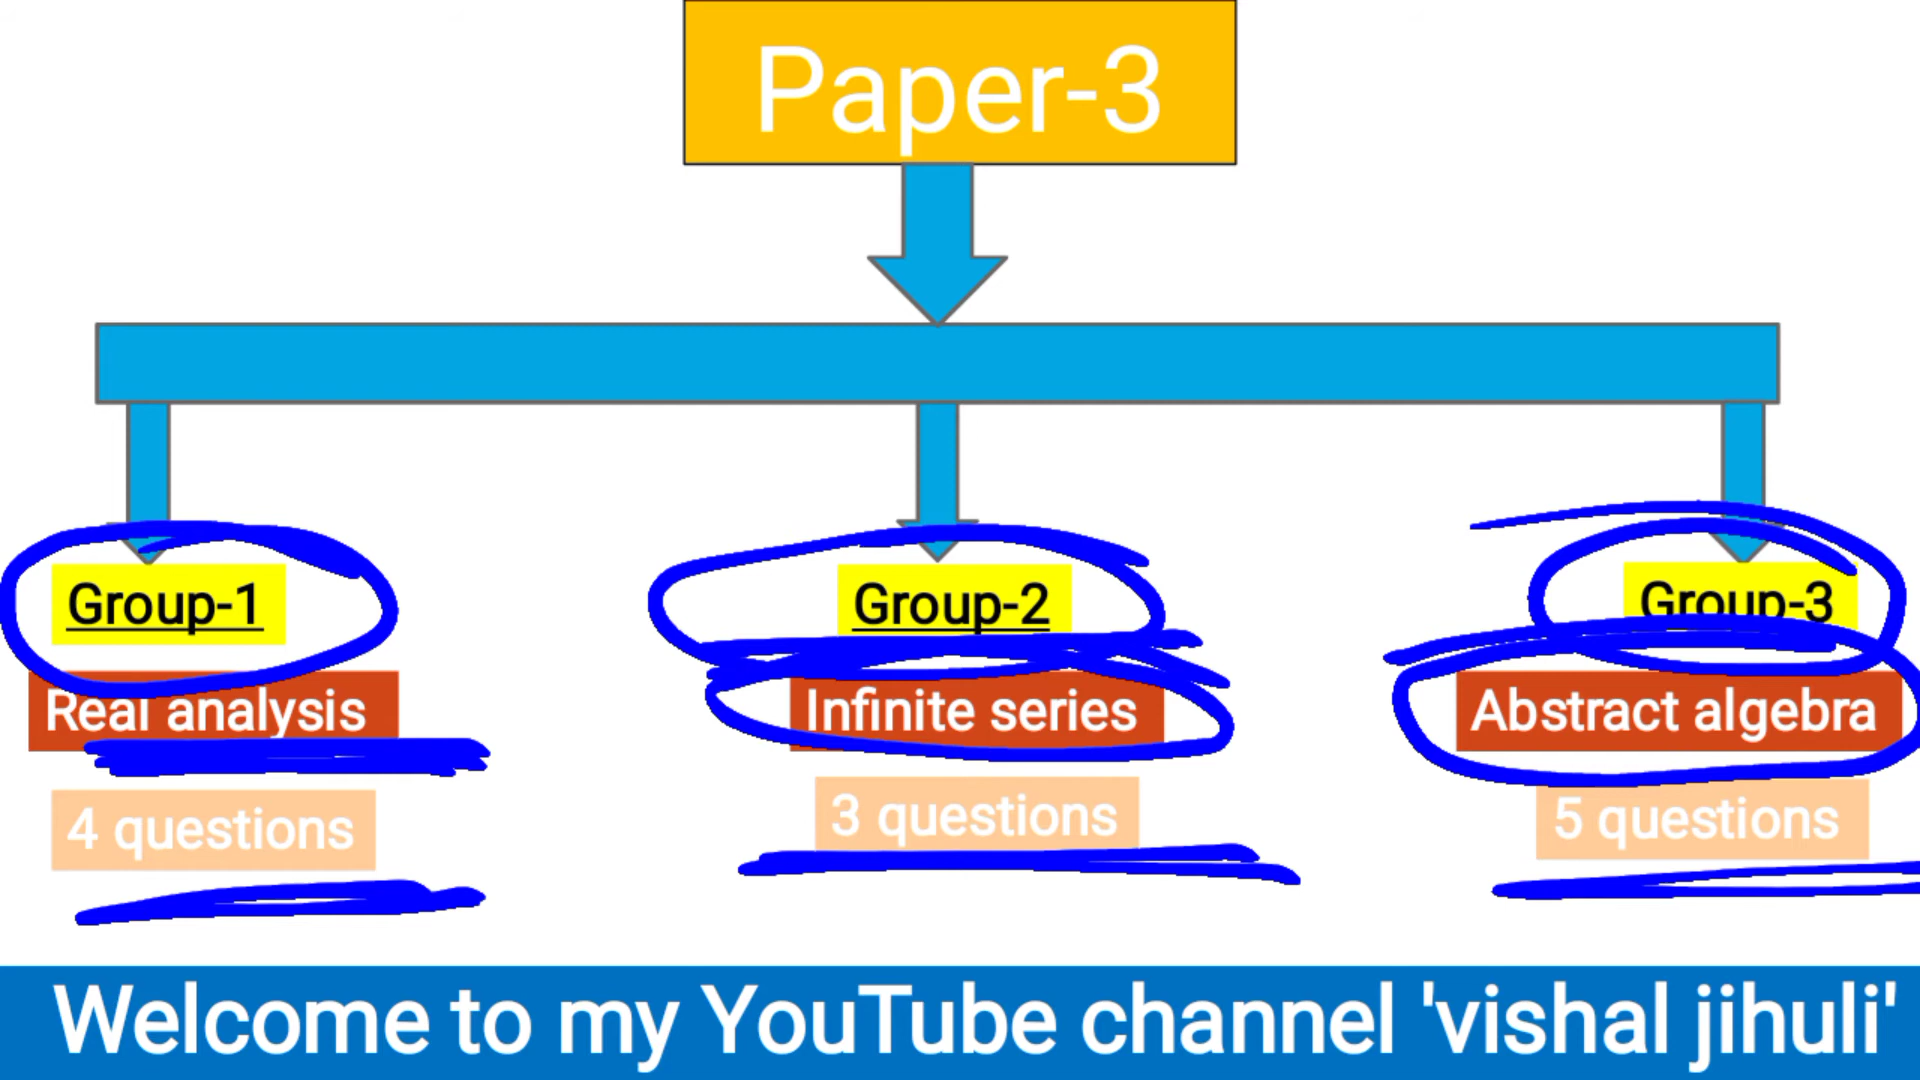 Paper-3
Group-1
Real analysis
4 questions
Group-2
Infinite series
3 questions
Group-3
Abstract algebra
5 questions
Welcome to my YouTube channel 'vishal jihuli'